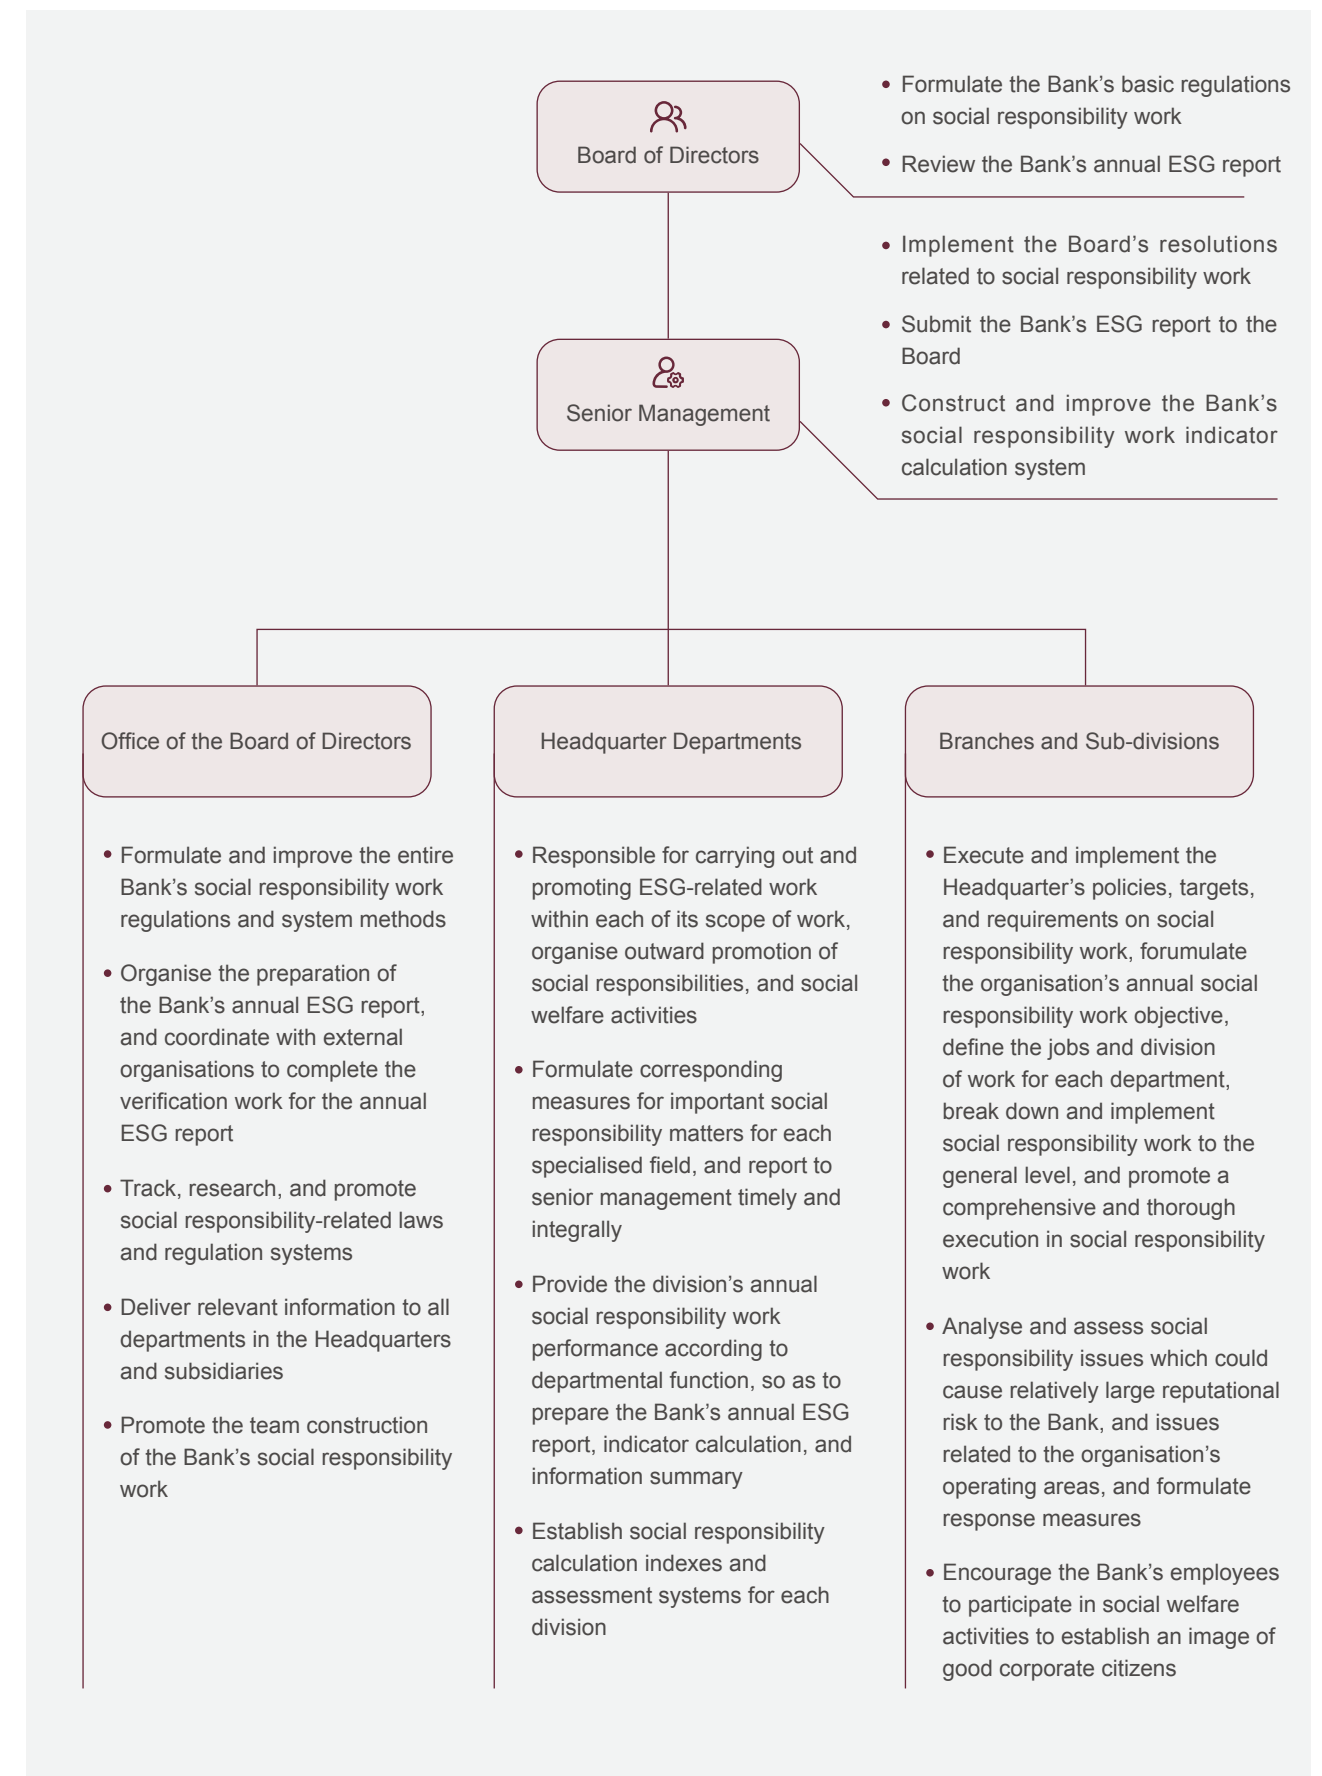 Board of Directors
• Formulate the Bank’s basic regulations
on social responsibility work
• Review the Bank’s annual ESG report
Senior Management
• Implement the Board’s resolutions
related to social responsibility work
• Submit the Bank’s ESG report to the
Board
• Construct and improve the Bank’s
social responsibility work indicator
calculation system
Office of the Board of Directors
• Formulate and improve the entire
Bank’s social responsibility work
regulations and system methods
• Organise the preparation of
the Bank’s annual ESG report,
and coordinate with external
organisations to complete the
verification work for the annual
ESG report
• Track, research, and promote
social responsibility-related laws
and regulation systems
• Deliver relevant information to all
departments in the Headquarters
and subsidiaries
• Promote the team construction
of the Bank’s social responsibility
work
Headquarter Departments
• Responsible for carrying out and
promoting ESG-related work
within each of its scope of work,
organise outward promotion of
social responsibilities, and social
welfare activities
• Formulate corresponding
measures for important social
responsibility matters for each
specialised field, and report to
senior management timely and
integrally
• Provide the division’s annual
social responsibility work
performance according to
departmental function, so as to
prepare the Bank’s annual ESG
report, indicator calculation, and
information summary
• Establish social responsibility
calculation indexes and
assessment systems for each
division
Branches and Sub-divisions
• Execute and implement the
Headquarter’s policies, targets,
and requirements on social
responsibility work, forumulate
the organisation’s annual social
responsibility work objective,
define the jobs and division
of work for each department,
break down and implement
social responsibility work to the
general level, and promote a
comprehensive and thorough
execution in social responsibility
work
• Analyse and assess social
responsibility issues which could
cause relatively large reputational
risk to the Bank, and issues
related to the organisation’s
operating areas, and formulate
response measures
• Encourage the Bank’s employees
to participate in social welfare
activities to establish an image of
good corporate citizens